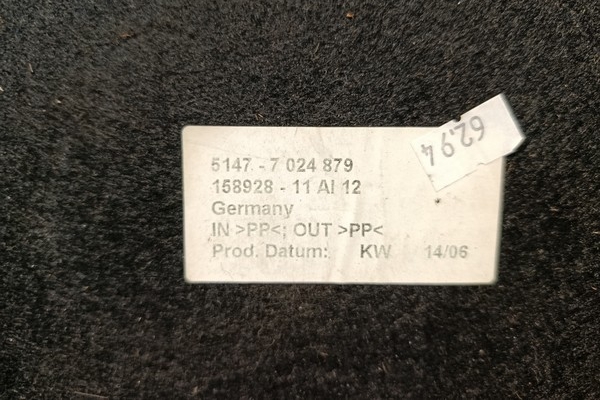 5147 - 7 024 879
158928 - 11 AI 12
Germany
IN >PP<; OUT >PP<
Prod. Datum: KW 14/06
6294